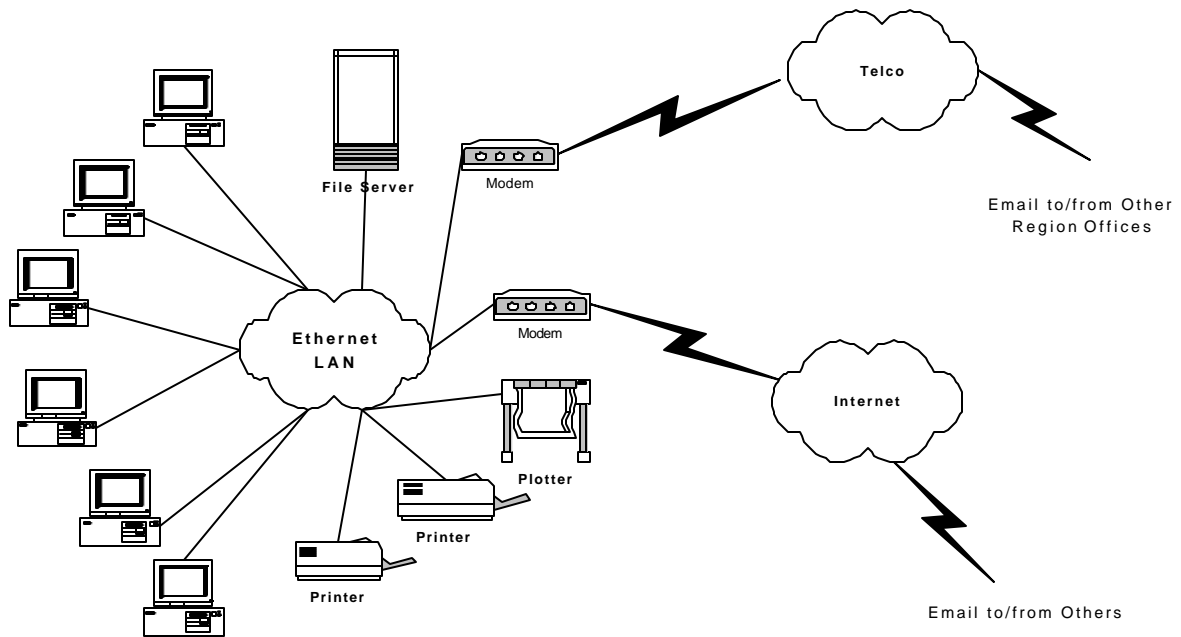 Telco
File Server
Modem
Email to/from Other
Region Offices
Modem
Ethernet
LAN
Internet
Plotter
Printer
Printer
Email to/from Others